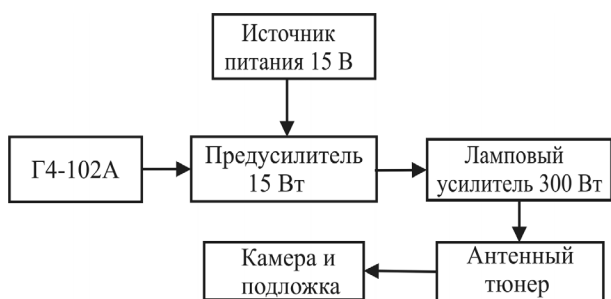 Источник
питания 15 В
Г4-102А
Предусилитель
15 Вт
Ламповый
усилитель 300 Вт
Камера и
подложка
Антенный
тюнер